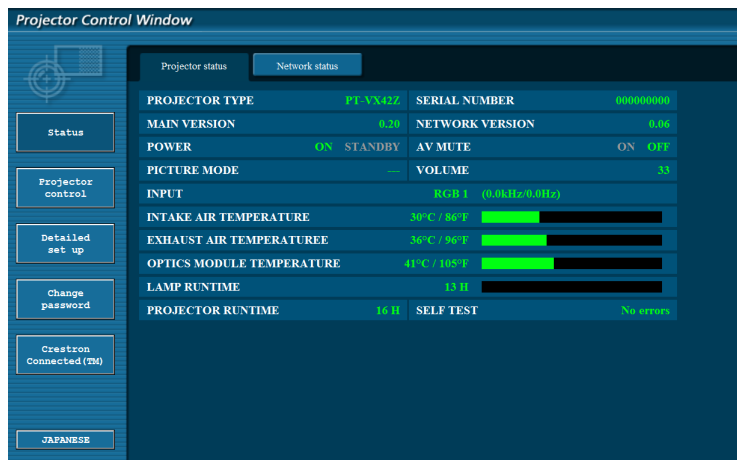 Projector Control Window
Projector status Network status
PROJECTOR TYPE PT-VX42Z SERIAL NUMBER 000000000
MAIN VERSION 0.20 NETWORK VERSION 0.06
POWER ON STANDBY AV MUTE ON OFF
PICTURE MODE --- VOLUME 33
INPUT RGB 1 (0.0kHz/0.0Hz)
INTAKE AIR TEMPERATURE 30°C / 86°F
EXHAUST AIR TEMPERATUREE 36°C / 96°F
OPTICS MODULE TEMPERATURE 41°C / 105°F
LAMP RUNTIME 13 H
PROJECTOR RUNTIME 16 H SELF TEST No errors
Status
Projector
control
Detailed
set up
Change
password
Crestron
Connected(TM)
JAPANESE